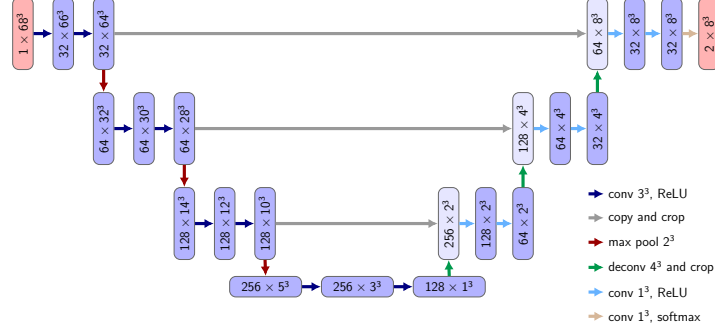 1 × 68³
32 × 66³
32 × 64³
64 × 8³
32 × 8³
32 × 8³
2 × 8³
64 × 32³
64 × 30³
64 × 28³
128 × 4³
64 × 4³
32 × 4³
128 × 14³
128 × 12³
128 × 10³
256 × 2³
128 × 2³
64 × 2³
256 × 5³
256 × 3³
128 × 1³
conv 3³, ReLU
copy and crop
max pool 2³
deconv 4³ and crop
conv 1³, ReLU
conv 1³, softmax